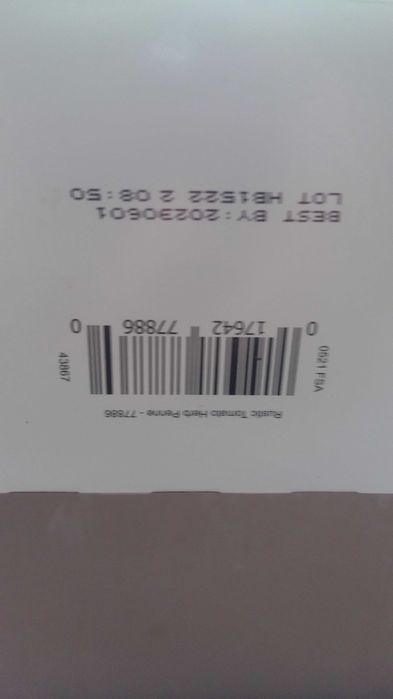 Rustic Tomato Herb Penne - 77886
0521 FSA
43867
0 17642 77886 0
BEST BY:20230601
LOT HB1522 2 08:50